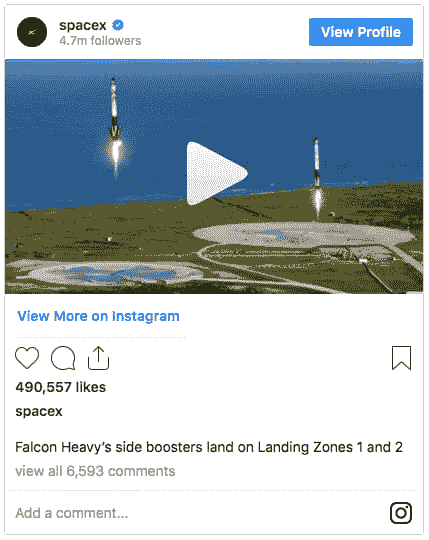 spacex
4.7m followers
View Profile
View More on Instagram
490,557 likes
spacex
Falcon Heavy’s side boosters land on Landing Zones 1 and 2
view all 6,593 comments
Add a comment...